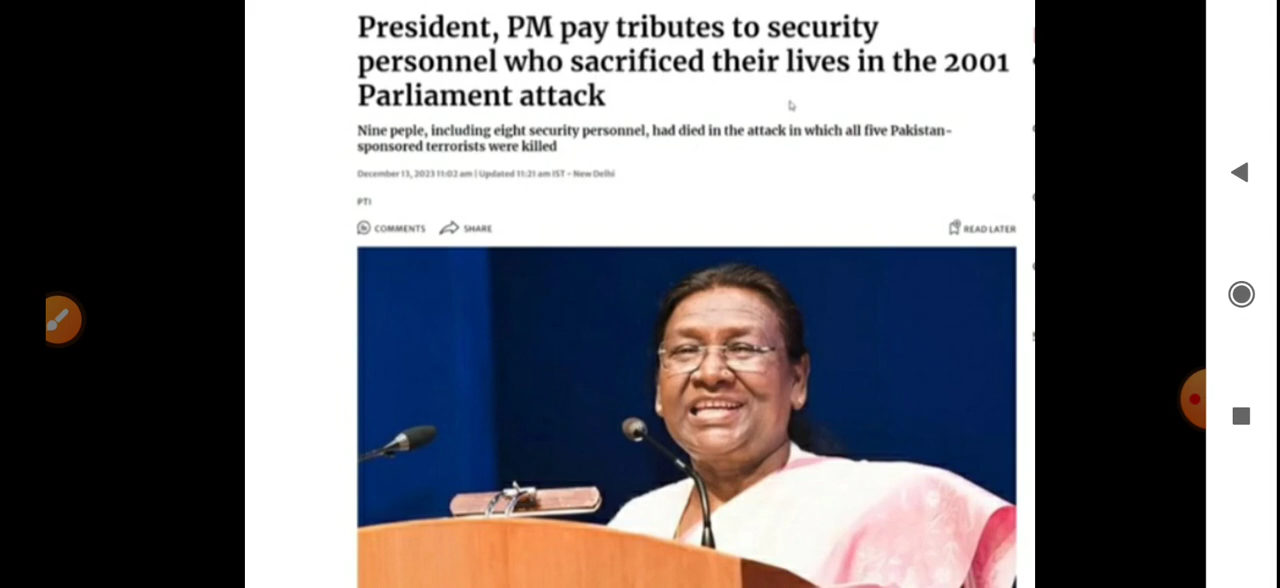 President, PM pay tributes to security
personnel who sacrificed their lives in the 2001
Parliament attack
Nine peple, including eight security personnel, had died in the attack in which all five Pakistan-
sponsored terrorists were killed
December 13, 2023 11:02 am | Updated 11:21 am IST - New Delhi
PTI
COMMENTS SHARE READ LATER